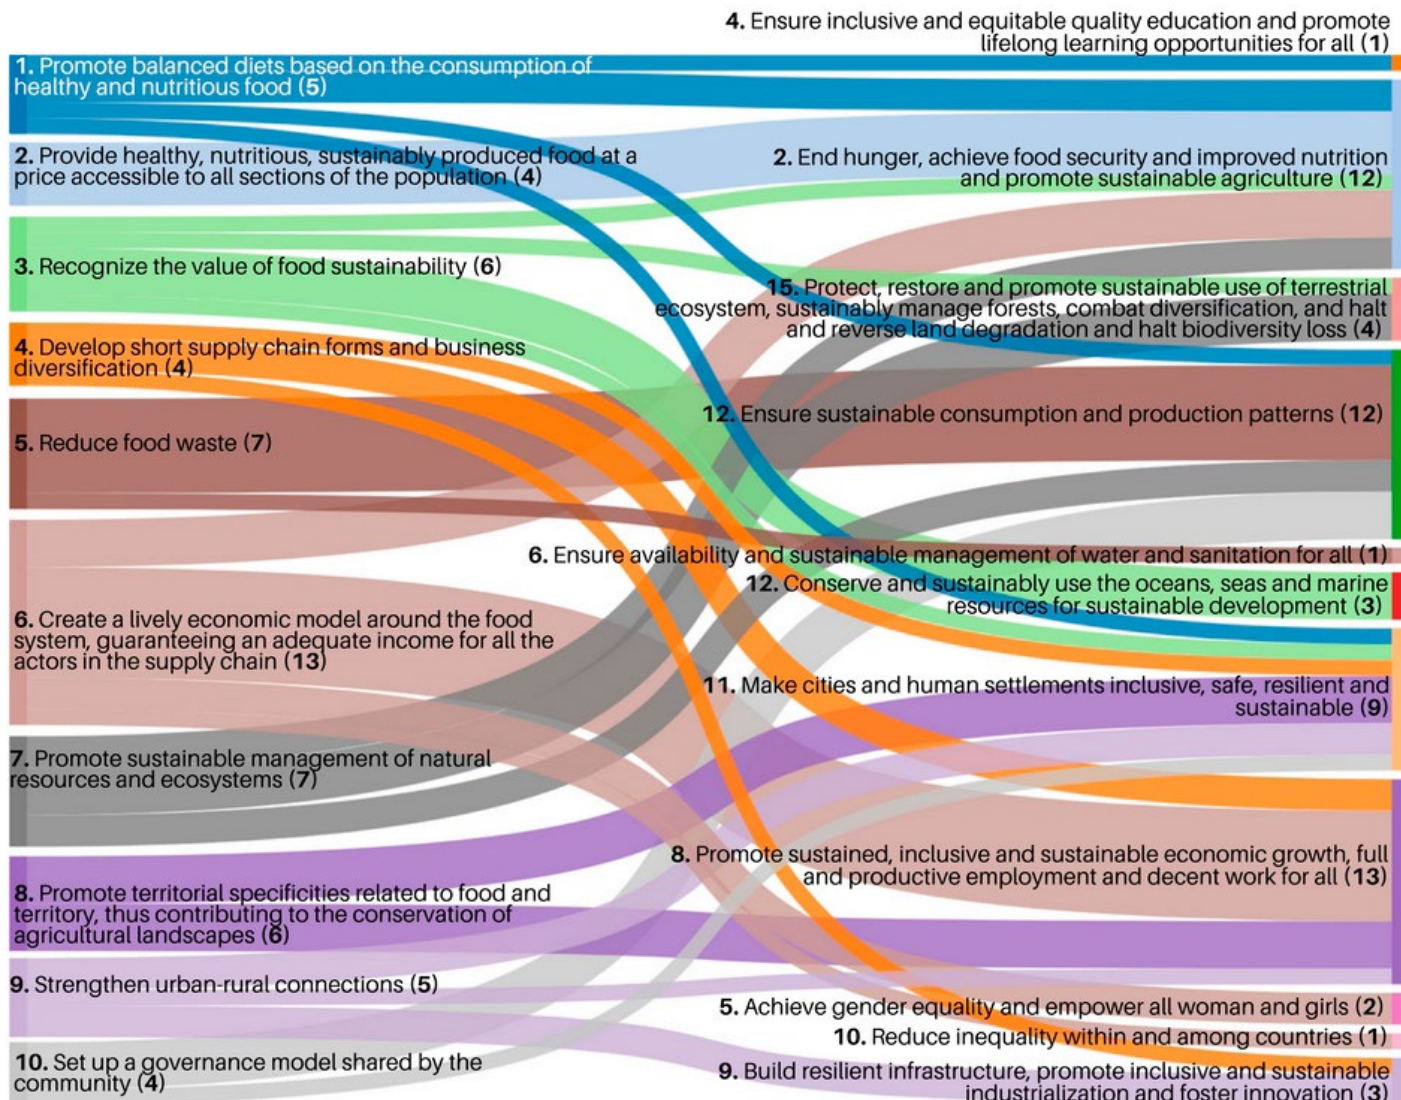 1. Promote balanced diets based on the consumption of
healthy and nutritious food (5)
2. Provide healthy, nutritious, sustainably produced food at a
price accessible to all sections of the population (4)
3. Recognize the value of food sustainability (6)
4. Develop short supply chain forms and business
diversification (4)
5. Reduce food waste (7)
6. Create a lively economic model around the food
system, guaranteeing an adequate income for all the
actors in the supply chain (13)
7. Promote sustainable management of natural
resources and ecosystems (7)
8. Promote territorial specificities related to food and
territory, thus contributing to the conservation of
agricultural landscapes (6)
9. Strengthen urban-rural connections (5)
10. Set up a governance model shared by the
community (4)
4. Ensure inclusive and equitable quality education and promote
lifelong learning opportunities for all (1)
2. End hunger, achieve food security and improved nutrition
and promote sustainable agriculture (12)
15. Protect, restore and promote sustainable use of terrestrial
ecosystem, sustainably manage forests, combat diversification, and halt
and reverse land degradation and halt biodiversity loss (4)
12. Ensure sustainable consumption and production patterns (12)
6. Ensure availability and sustainable management of water and sanitation for all (1)
12. Conserve and sustainably use the oceans, seas and marine
resources for sustainable development (3)
11. Make cities and human settlements inclusive, safe, resilient and
sustainable (9)
8. Promote sustained, inclusive and sustainable economic growth, full
and productive employment and decent work for all (13)
5. Achieve gender equality and empower all woman and girls (2)
10. Reduce inequality within and among countries (1)
9. Build resilient infrastructure, promote inclusive and sustainable
industrialization and foster innovation (3)